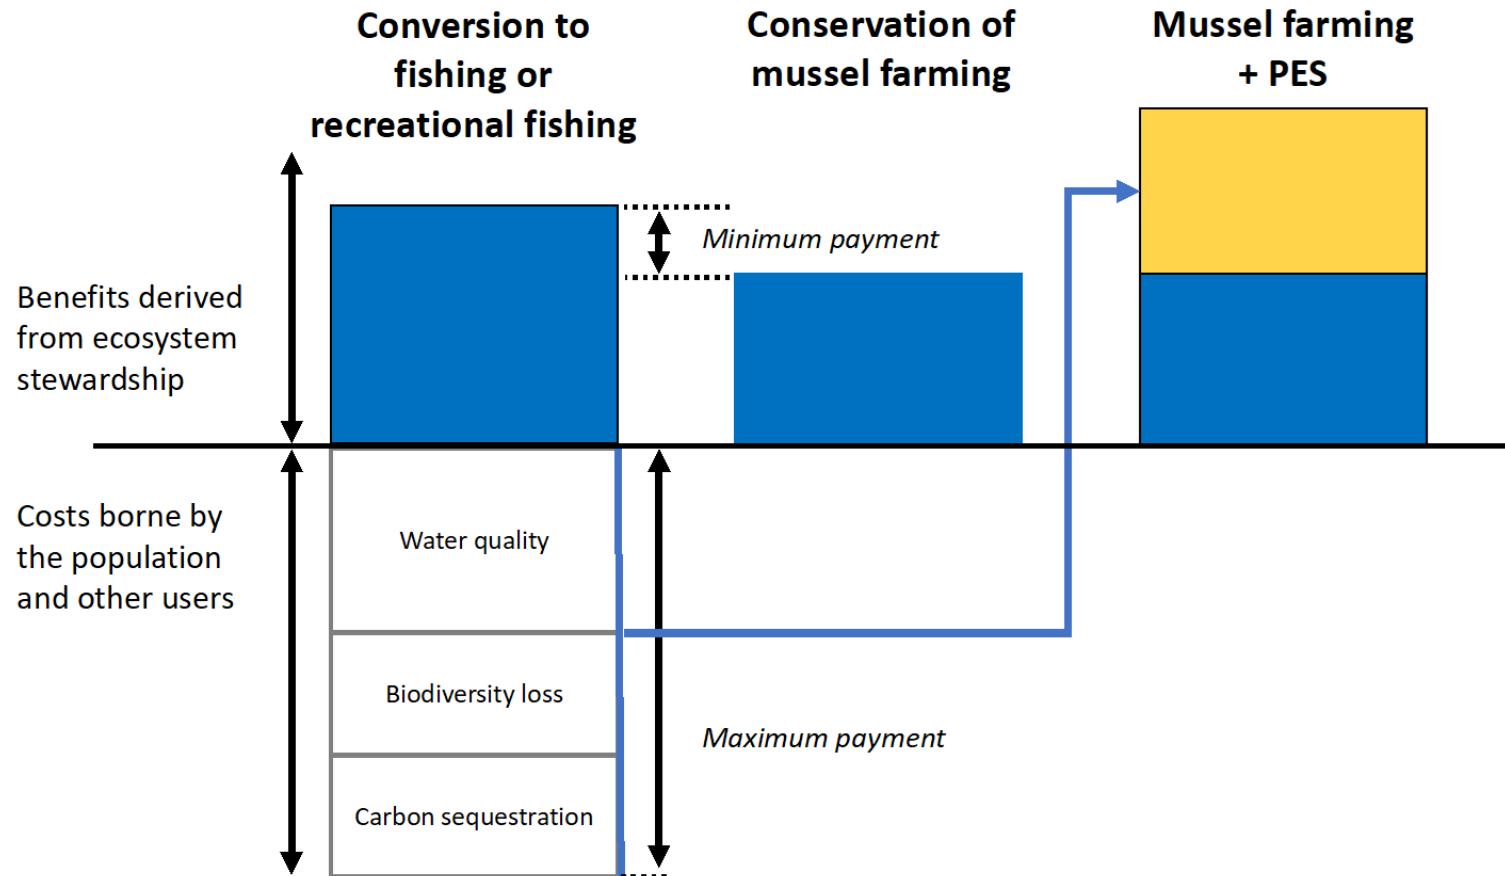 Conversion to
fishing or
recreational fishing
Conservation of
mussel farming
Mussel farming
+ PES
Minimum payment
Benefits derived
from ecosystem
stewardship
Costs borne by
the population
and other users
Water quality
Biodiversity loss
Maximum payment
Carbon sequestration